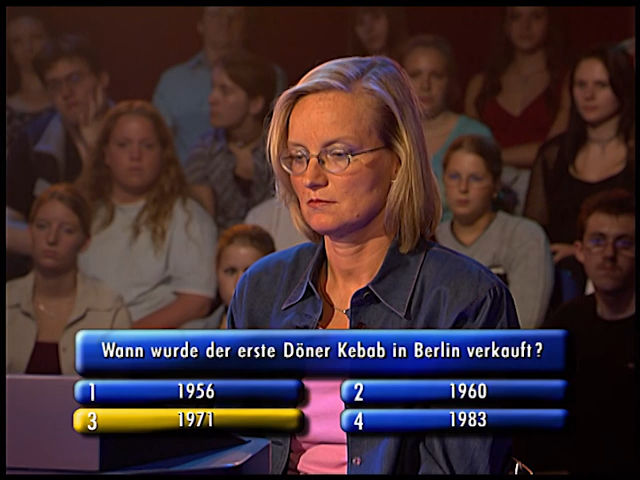 Wann wurde der erste Döner Kebab in Berlin verkauft?
1 1956
2 1960
3 1971
4 1983